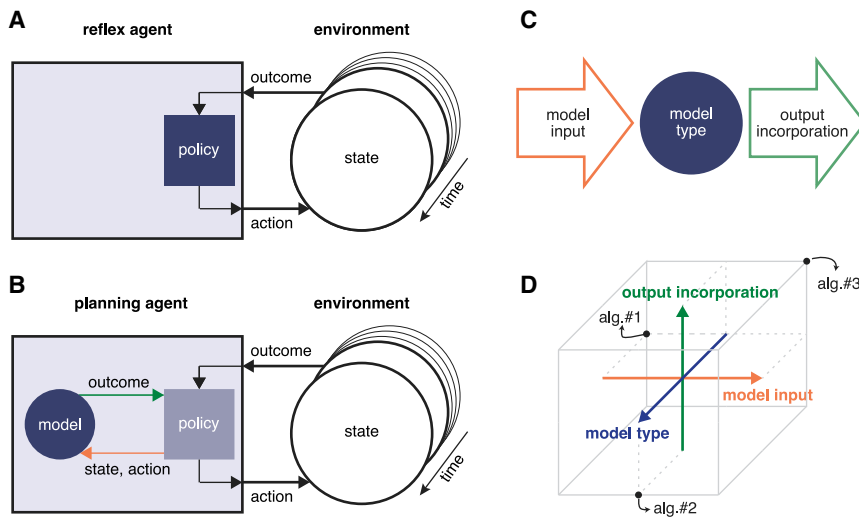 A
reflex agent
environment
outcome
policy
state
action
time
B
planning agent
environment
outcome
outcome
model
policy
state
state, action
action
time
C
model
input
model
type
output
incorporation
D
alg.#3
output incorporation
alg.#1
model input
model type
alg.#2